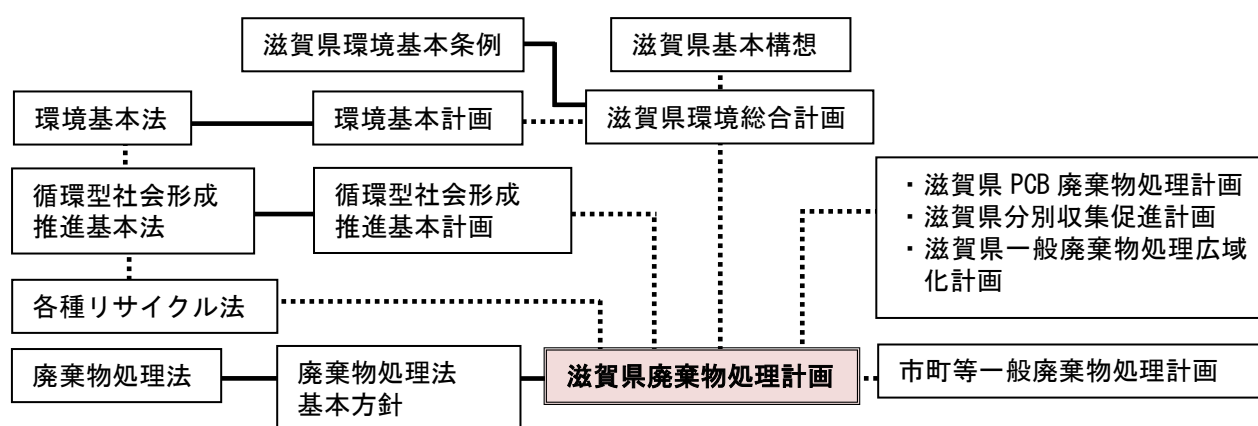 滋賀県環境基本条例
滋賀県基本構想
環境基本法
環境基本計画
滋賀県環境総合計画
循環型社会形成
推進基本法
循環型社会形成
推進基本計画
・滋賀県 PCB 廃棄物処理計画
・滋賀県分別収集促進計画
・滋賀県一般廃棄物処理広域
化計画
各種リサイクル法
廃棄物処理法
廃棄物処理法
基本方針
滋賀県廃棄物処理計画
市町等一般廃棄物処理計画